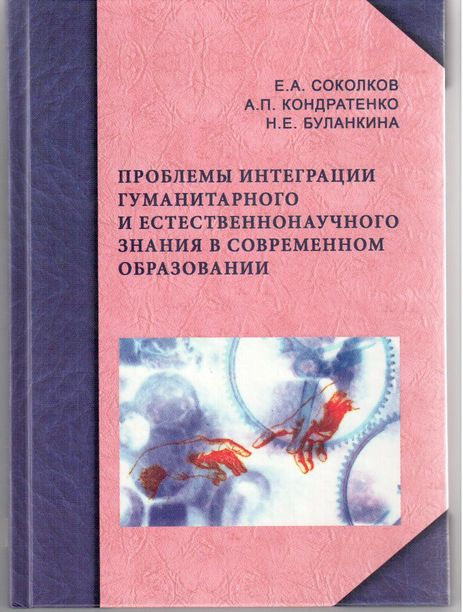 Е.А. СОКОЛКОВ
А.П. КОНДРАТЕНКО
Н.Е. БУЛАНКИНА
ПРОБЛЕМЫ ИНТЕГРАЦИИ
ГУМАНИТАРНОГО
И ЕСТЕСТВЕННОНАУЧНОГО
ЗНАНИЯ В СОВРЕМЕННОМ
ОБРАЗОВАНИИ